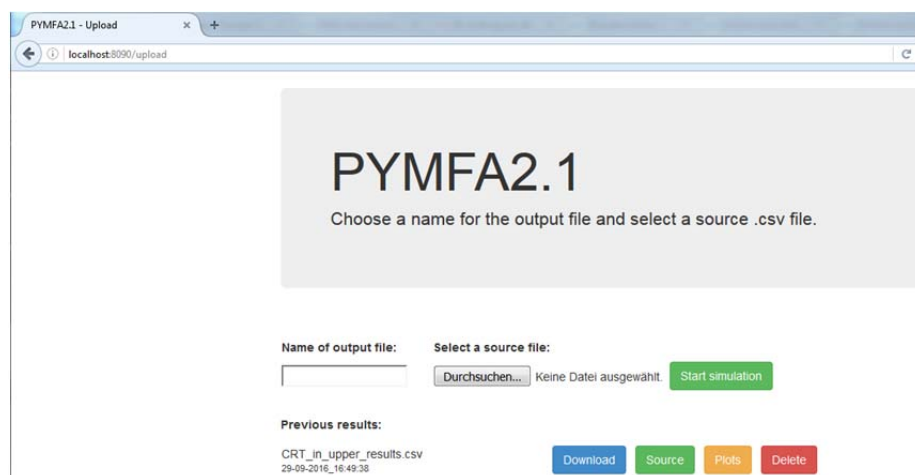 PYMFA2.1 - Upload
localhost:8090/upload
PYMFA2.1
Choose a name for the output file and select a source .csv file.
Name of output file: Select a source file:
Durchsuchen... Keine Datei ausgewählt. Start simulation
Previous results:
CRT_in_upper_results.csv
29-09-2016_16:49:38
Download Source Plots Delete